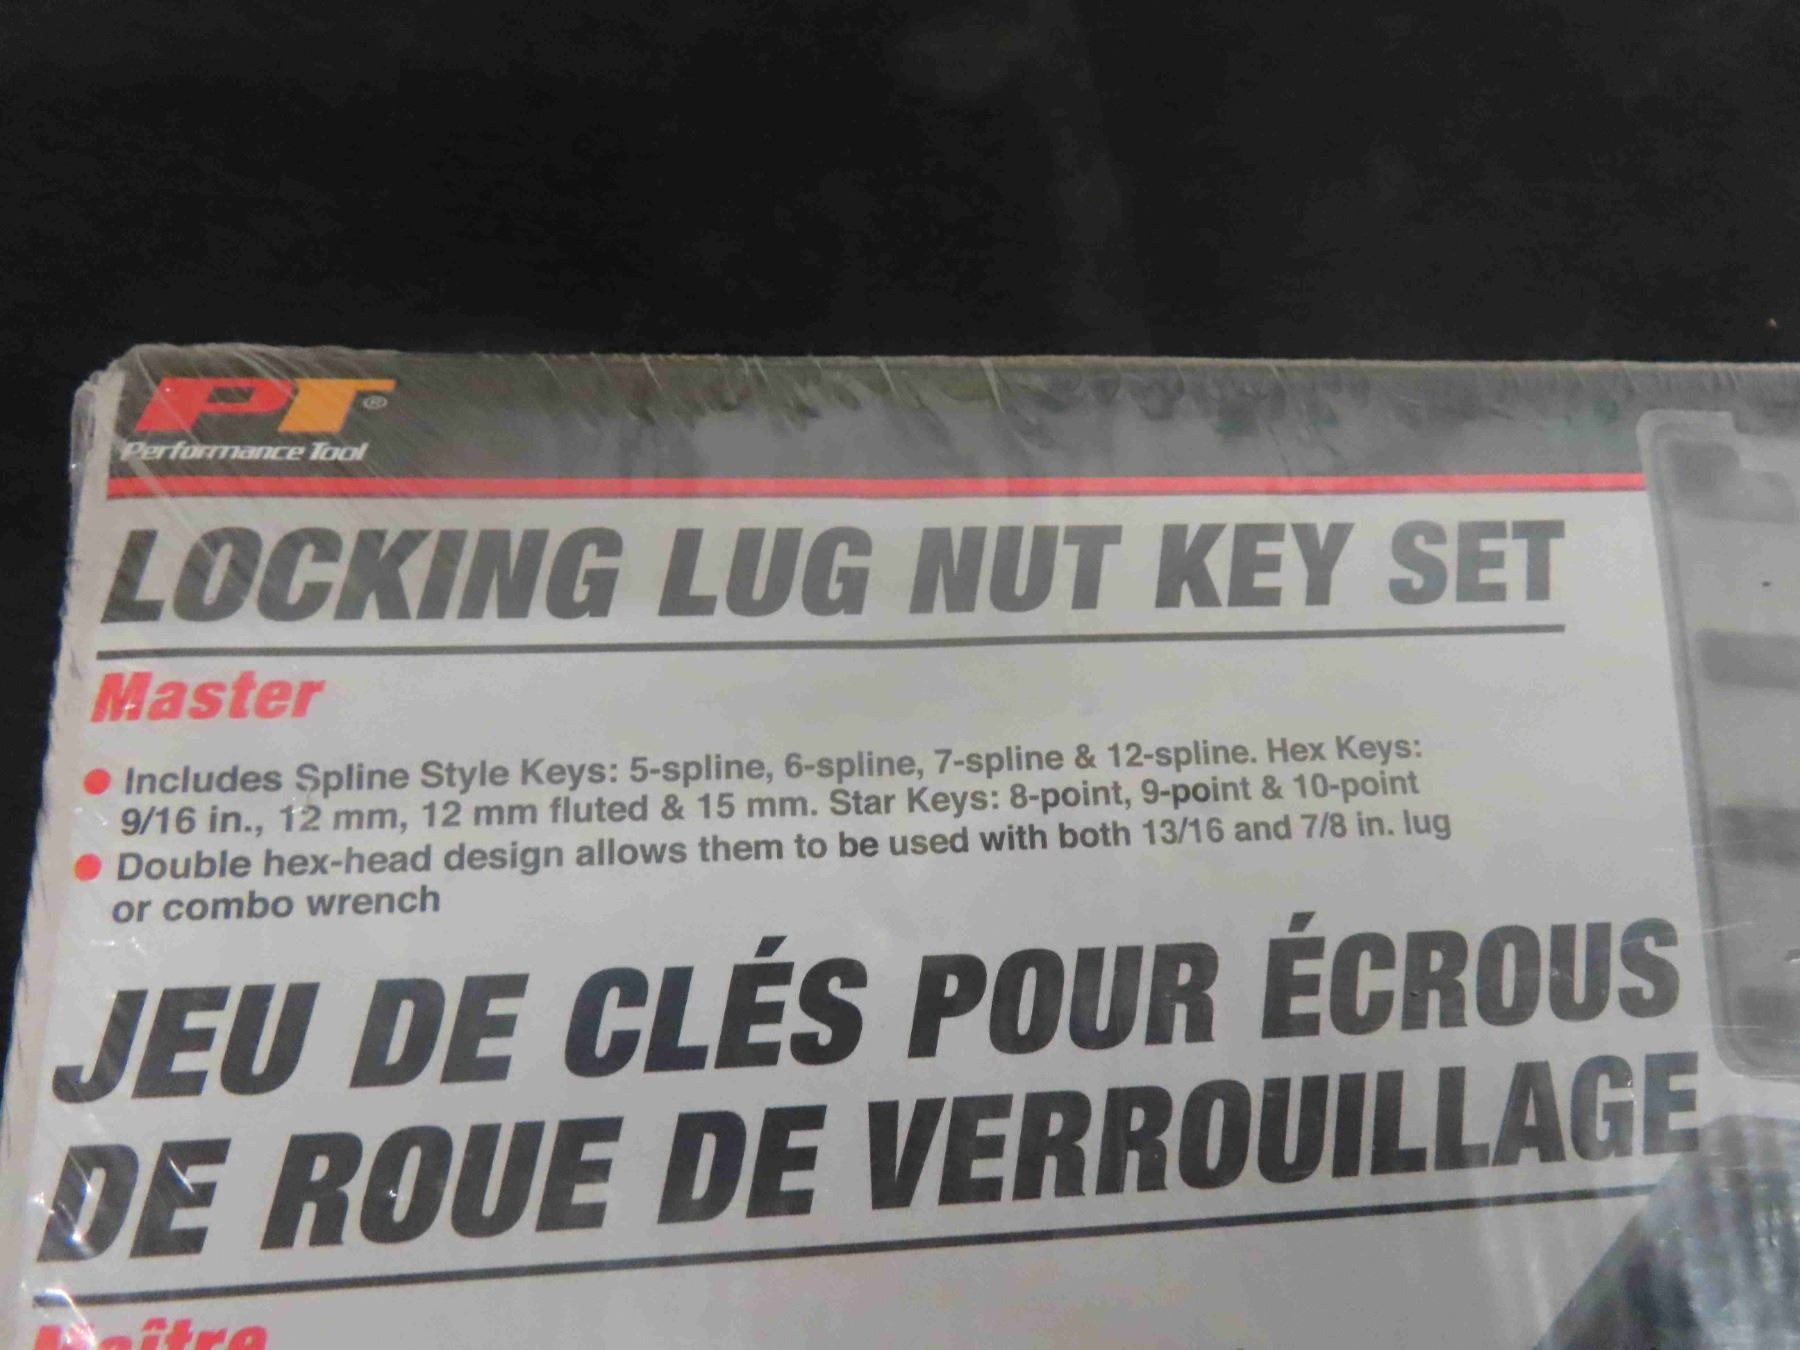 PT®
Performance Tool
LOCKING LUG NUT KEY SET
Master
● Includes Spline Style Keys: 5-spline, 6-spline, 7-spline & 12-spline. Hex Keys:
9/16 in., 12 mm, 12 mm fluted & 15 mm. Star Keys: 8-point, 9-point & 10-point
● Double hex-head design allows them to be used with both 13/16 and 7/8 in. lug
or combo wrench
JEU DE CLÉS POUR ÉCROUS
DE ROUE DE VERROUILLAGE
Maître